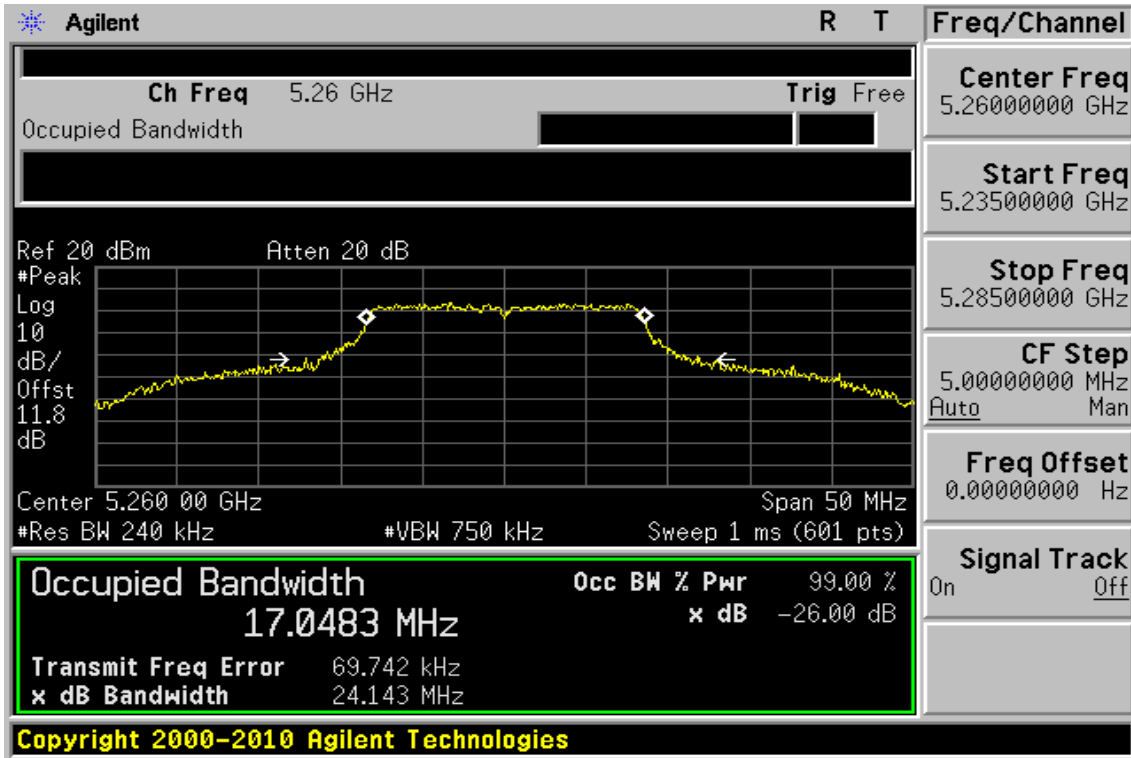 Agilent R T
Ch Freq 5.26 GHz Trig Free
Occupied Bandwidth
Ref 20 dBm Atten 20 dB
#Peak
Log
10
dB/
Offst
11.8
dB
Center 5.260 00 GHz Span 50 MHz
#Res BW 240 kHz #VBW 750 kHz Sweep 1 ms (601 pts)
Occupied Bandwidth
17.0483 MHz
Occ BW % Pwr 99.00 %
x dB -26.00 dB
Transmit Freq Error 69.742 kHz
x dB Bandwidth 24.143 MHz
Copyright 2000-2010 Agilent Technologies
Freq/Channel
Center Freq
5.26000000 GHz
Start Freq
5.23500000 GHz
Stop Freq
5.28500000 GHz
CF Step
5.00000000 MHz
Auto Man
Freq Offset
0.00000000 Hz
Signal Track
On Off